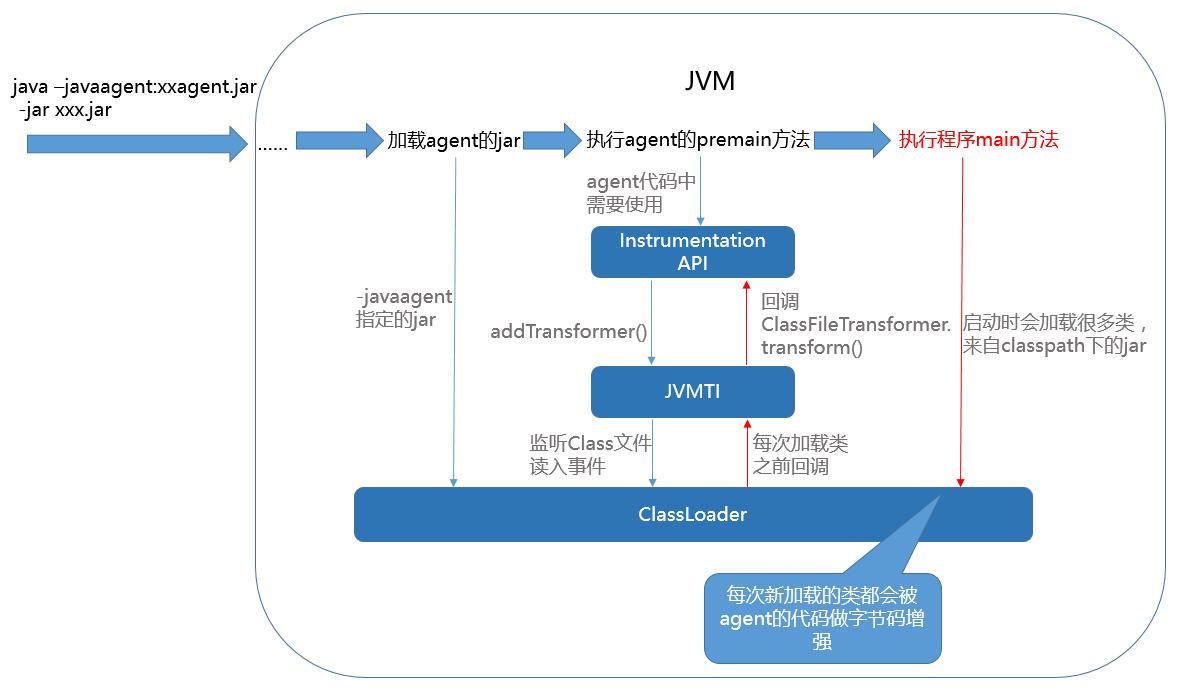 JVM
java –javaagent:xxagent.jar
-jar xxx.jar
......
加载agent的jar
执行agent的premain方法
执行程序main方法
agent代码中
需要使用
Instrumentation
API
-javaagent
指定的jar
addTransformer()
回调
ClassFileTransformer.
transform()
启动时会加载很多类，
来自classpath下的jar
JVMTI
监听Class文件
读入事件
每次加载类
之前回调
ClassLoader
每次新加载的类都会被
agent的代码做字节码增
强